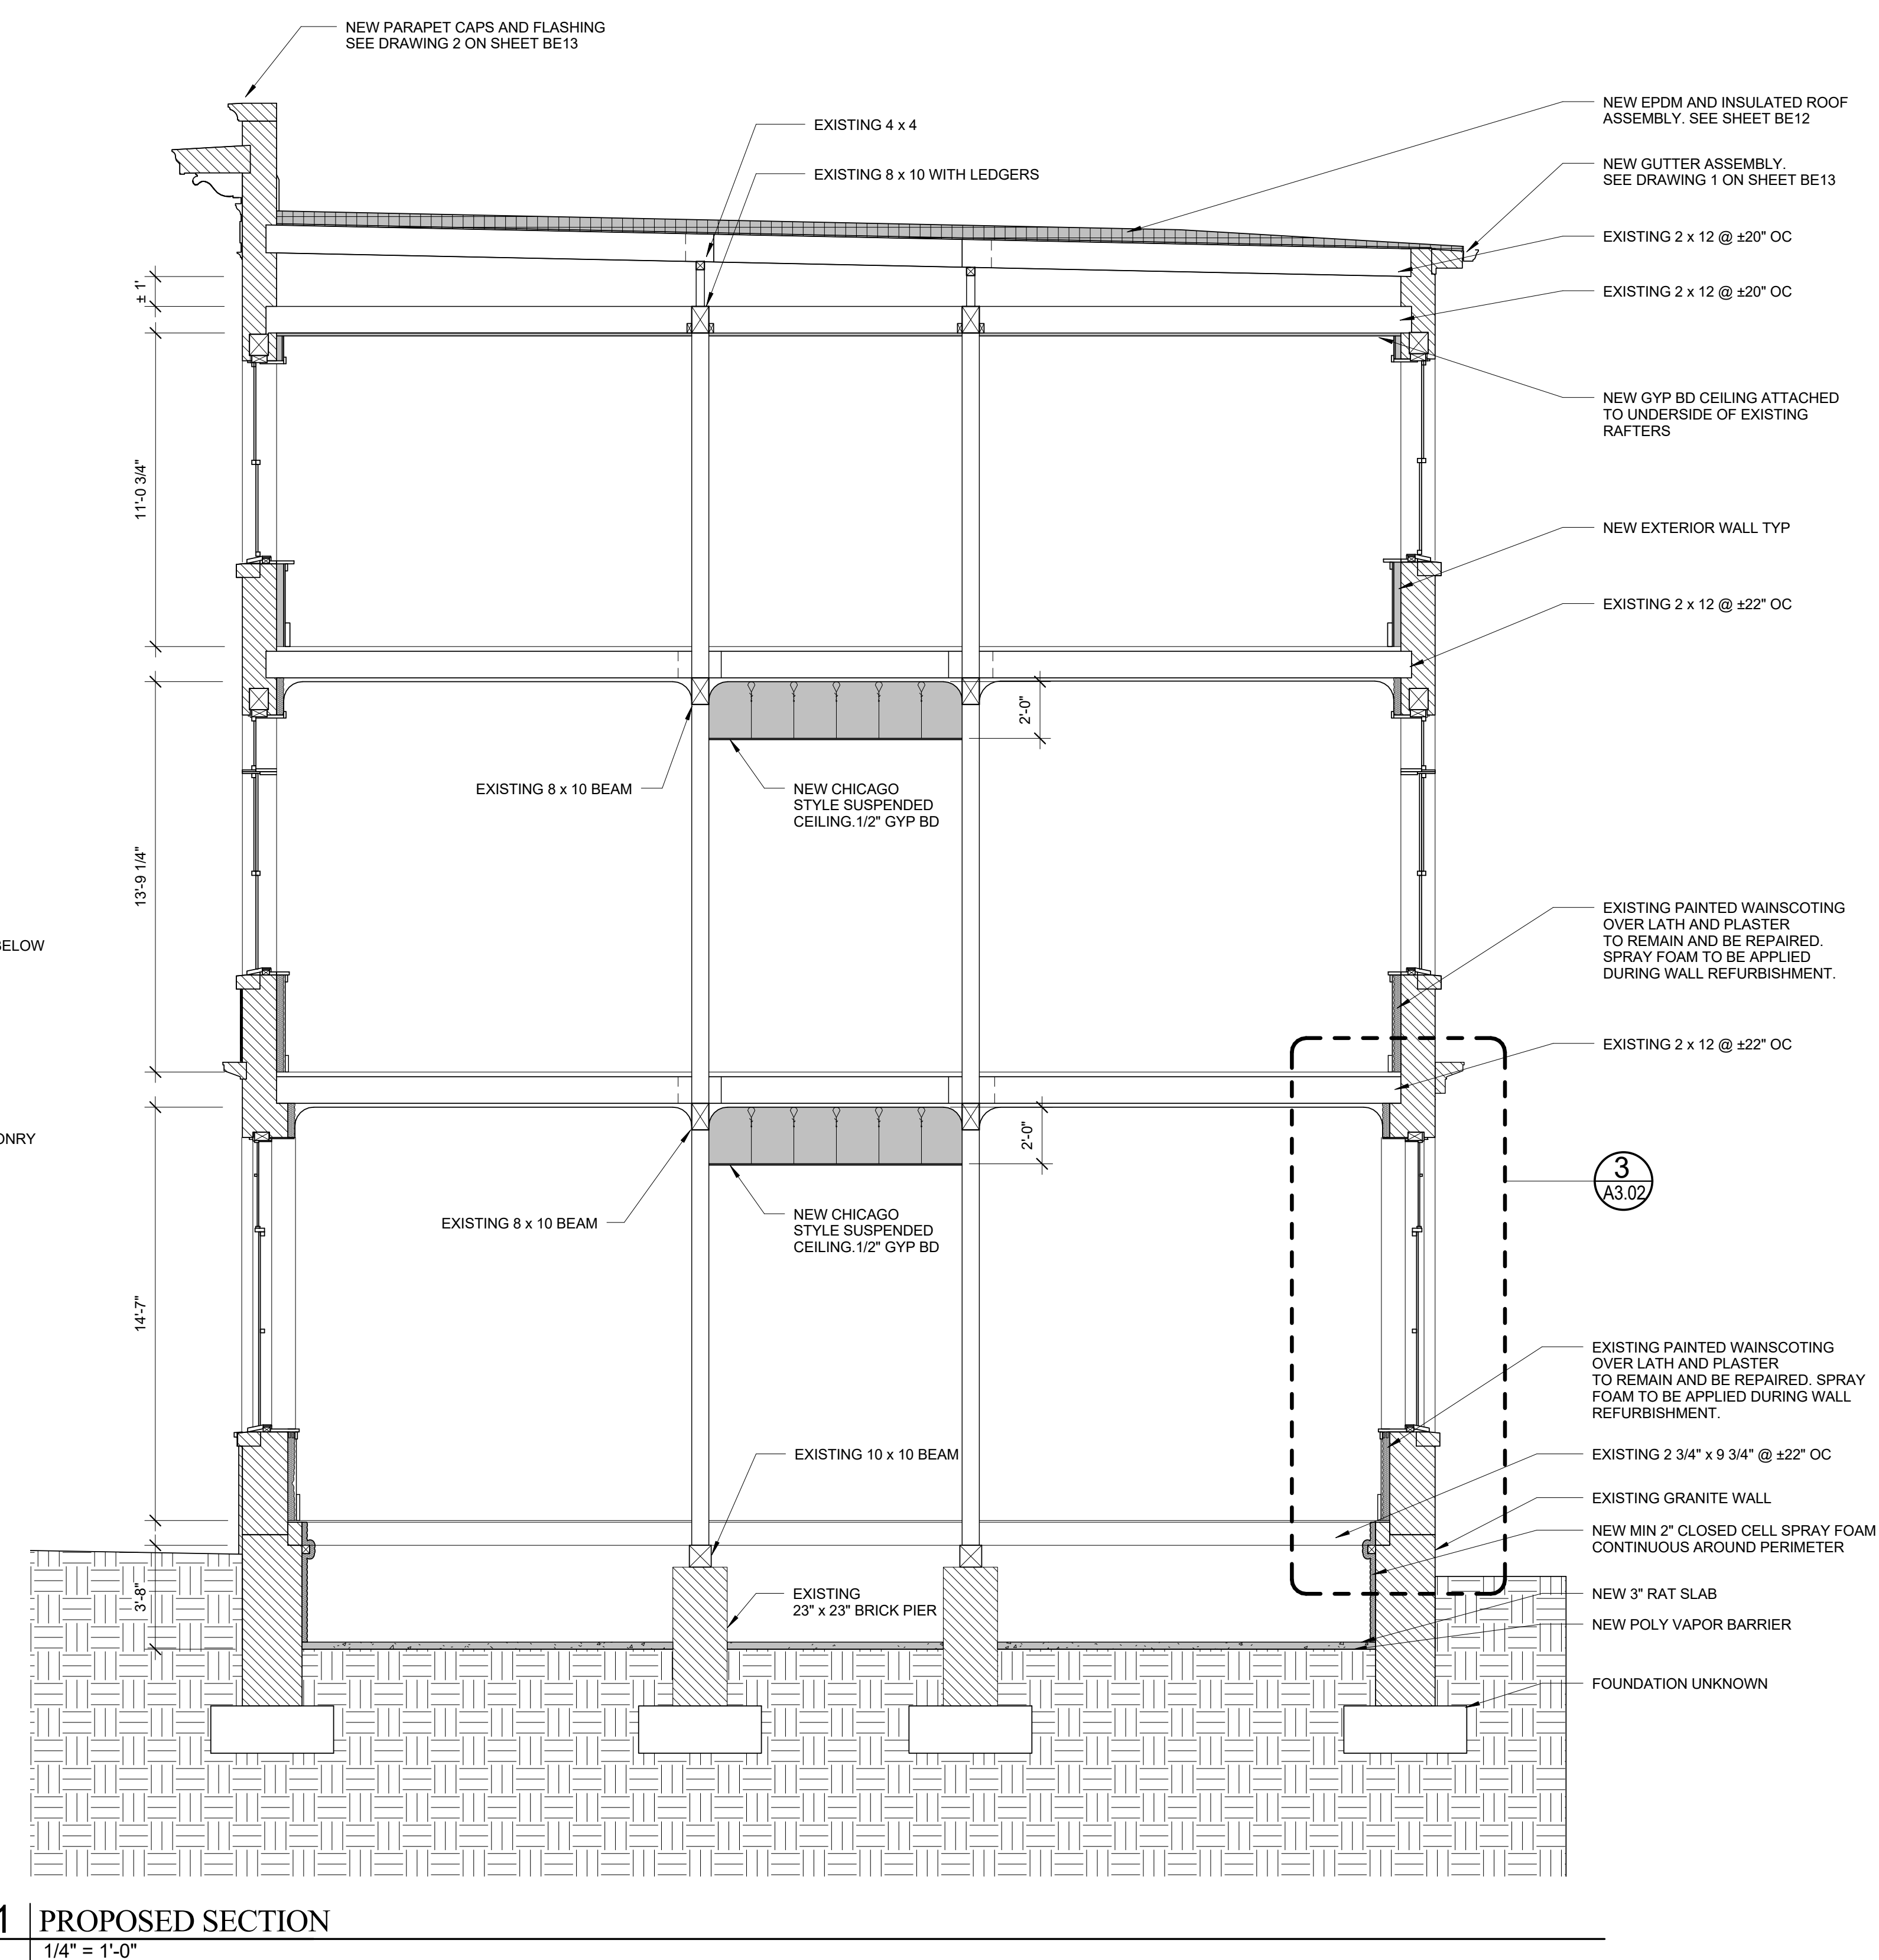 NEW PARAPET CAPS AND FLASHING
SEE DRAWING 2 ON SHEET BE13
EXISTING 4 x 4
EXISTING 8 x 10 WITH LEDGERS
NEW EPDM AND INSULATED ROOF
ASSEMBLY. SEE SHEET BE12
NEW GUTTER ASSEMBLY.
SEE DRAWING 1 ON SHEET BE13
EXISTING 2 x 12 @ ±20" OC
EXISTING 2 x 12 @ ±20" OC
NEW GYP BD CEILING ATTACHED
TO UNDERSIDE OF EXISTING
RAFTERS
NEW EXTERIOR WALL TYP
EXISTING 2 x 12 @ ±22" OC
± 1'
11'-0 3/4"
2'-0"
EXISTING 8 x 10 BEAM
NEW CHICAGO
STYLE SUSPENDED
CEILING.1/2" GYP BD
13'-9 1/4"
EXISTING PAINTED WAINSCOTING
OVER LATH AND PLASTER
TO REMAIN AND BE REPAIRED.
SPRAY FOAM TO BE APPLIED
DURING WALL REFURBISHMENT.
EXISTING 2 x 12 @ ±22" OC
BELOW
ONRY
2'-0"
EXISTING 8 x 10 BEAM
NEW CHICAGO
STYLE SUSPENDED
CEILING.1/2" GYP BD
3
A3.02
14'-7"
EXISTING PAINTED WAINSCOTING
OVER LATH AND PLASTER
TO REMAIN AND BE REPAIRED. SPRAY
FOAM TO BE APPLIED DURING WALL
REFURBISHMENT.
EXISTING 10 x 10 BEAM
EXISTING 2 3/4" x 9 3/4" @ ±22" OC
EXISTING GRANITE WALL
NEW MIN 2" CLOSED CELL SPRAY FOAM
CONTINUOUS AROUND PERIMETER
3'-8"
EXISTING
23" x 23" BRICK PIER
NEW 3" RAT SLAB
NEW POLY VAPOR BARRIER
FOUNDATION UNKNOWN
1 PROPOSED SECTION
1/4" = 1'-0"